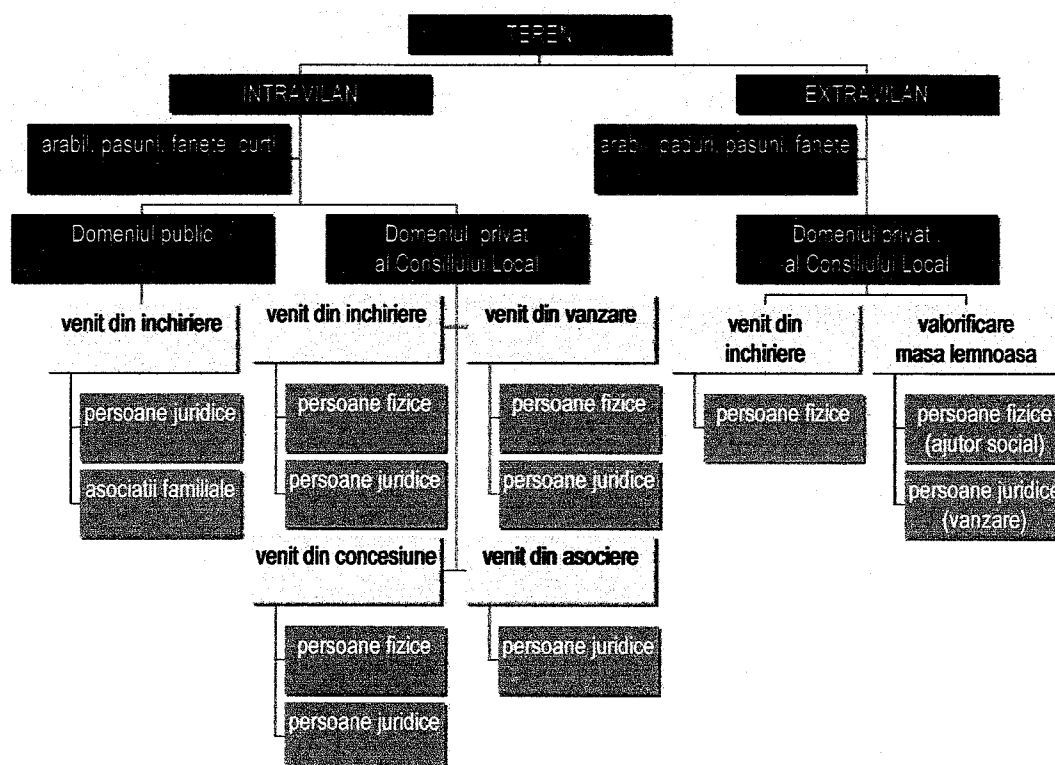 TEREN
INTRAVILAN
EXTRAVILAN
arabil, pasuni, fanete, curti
arabil, paduri, pasuni, fanete
Domeniul public
Domeniul privat
al Consiliului Local
Domeniul privat
al Consiliului Local
venit din inchiriere
venit din inchiriere
venit din vanzare
venit din
inchiriere
valorificare
masa lemnoasa
persoane juridice
asociatii familiale
persoane fizice
persoane juridice
persoane fizice
persoane juridice
persoane fizice
persoane fizice
(ajutor social)
persoane juridice
(vanzare)
venit din concesiune
venit din asociere
persoane fizice
persoane juridice
persoane juridice